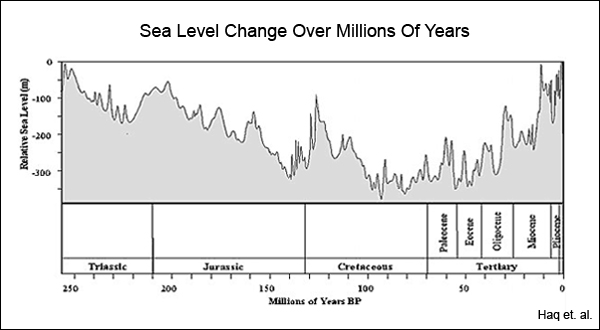 Sea Level Change Over Millions Of Years
Relative Sea Level (m)
0
-100
-200
-300
Paleocene
Eocene
Oligocene
Miocene
Pliocene
Triassic
Jurassic
Cretaceous
Tertiary
250
200
150
100
50
0
Millions of Years BP
Haq et. al.